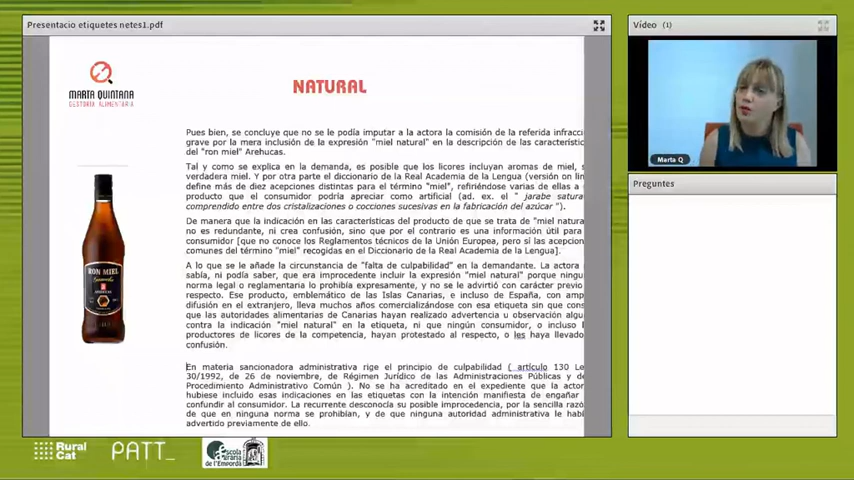 Presentacio etiquetes netes1.pdf
MARTA QUINTANA
GESTORIA ALIMENTARIA
NATURAL
Pues bien, se concluye que no se le podía imputar a la actora la comisión de la referida infracci
grave por la mera inclusión de la expresión "miel natural" en la descripción de las característic
del "ron miel" Arehucas.
Tal y como se explica en la demanda, es posible que los licores incluyan aromas de miel, s
verdadera miel. Y por otra parte el diccionario de la Real Academia de la Lengua (versión on lin
define más de diez acepciones distintas para el término "miel", refiriéndose varias de ellas a
producto que el consumidor podría apreciar como artificial (ad. ex. el " jarabe satura
comprendido entre dos cristalizaciones o cocciones sucesivas en la fabricación del azúcar ").
De manera que la indicación en las características del producto de que se trata de "miel natura
no es redundante, ni crea confusión, sino que por el contrario es una información útil para
consumidor [que no conoce los Reglamentos técnicos de la Unión Europea, pero sí las acepcion
comunes del término "miel" recogidas en el Diccionario de la Real Academia de la Lengua].
A lo que se le añade la circunstancia de "falta de culpabilidad" en la demandante. La actora
sabía, ni podía saber, que era improcedente incluir la expresión "miel natural" porque ningu
norma legal o reglamentaria lo prohibía expresamente, y no se le advirtió con carácter previo
respecto. Ese producto, emblemático de las Islas Canarias, e incluso de España, con amp
difusión en el extranjero, lleva muchos años comercializándose con esa etiqueta sin que cons
que las autoridades alimentarias de Canarias hayan realizado advertencia u observación algu
contra la indicación "miel natural" en la etiqueta, ni que ningún consumidor, o incluso l
productores de licores de la competencia, hayan protestado al respecto, o les haya llevado
confusión.
En materia sancionadora administrativa rige el principio de culpabilidad ( artículo 130 Le
30/1992, de 26 de noviembre, de Régimen Jurídico de las Administraciones Públicas y de
Procedimiento Administrativo Común ). No se ha acreditado en el expediente que la actor
hubiese incluido esas indicaciones en las etiquetas con la intención manifiesta de engañar
confundir al consumidor. La recurrente desconocía su posible improcedencia, por la sencilla razó
de que en ninguna norma se prohibían, y de que ninguna autoridad administrativa le habí
advertido previamente de ello.
RON MIEL
Vídeo (1)
Marta Q
Preguntes
Rural
Cat
PATT_
escola
agrària
de l'Empordà